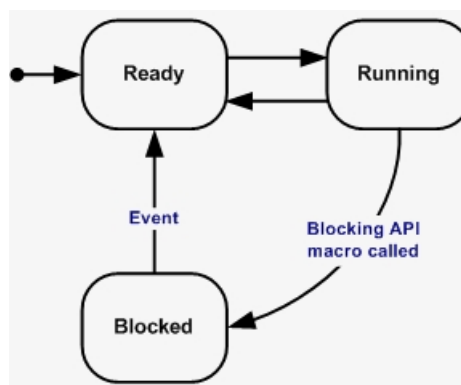 Ready
Running
Event
Blocking API
macro called
Blocked